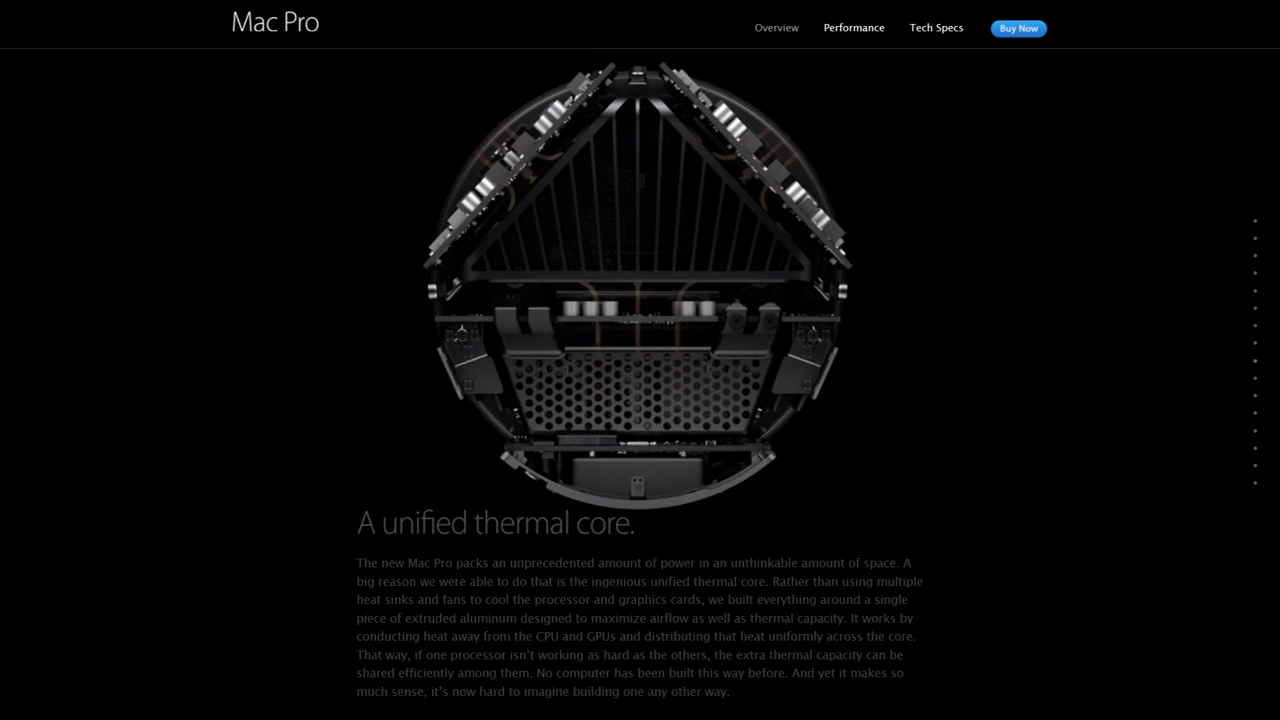 Mac Pro
Overview
Performance
Tech Specs
Buy Now
A unified thermal core.
The new Mac Pro packs an unprecedented amount of power in an unthinkable amount of space. A
big reason we were able to do that is the ingenious unified thermal core. Rather than using multiple
heat sinks and fans to cool the processor and graphics cards, we built everything around a single
piece of extruded aluminum designed to maximize airflow as well as thermal capacity. It works by
conducting heat away from the CPU and GPUs and distributing that heat uniformly across the core.
That way, if one processor isn’t working as hard as the others, the extra thermal capacity can be
shared efficiently among them. No computer has been built this way before. And yet it makes so
much sense, it’s now hard to imagine building one any other way.